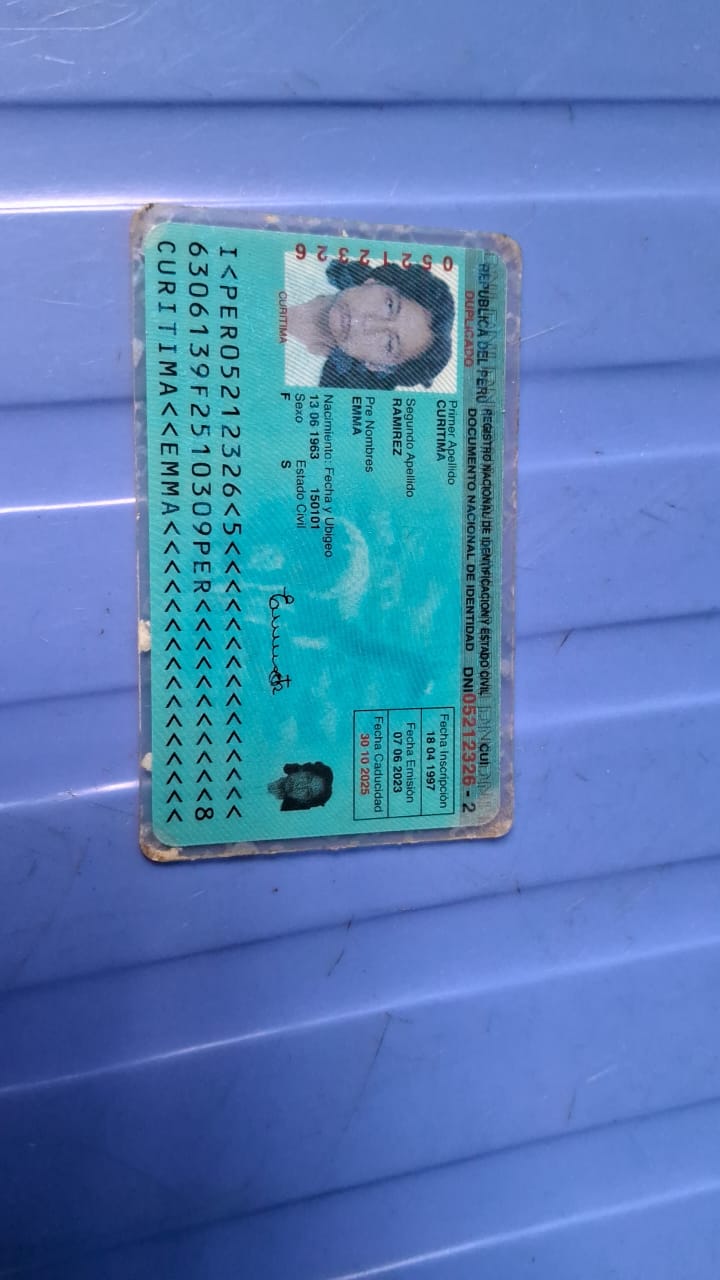 REPUBLICA DEL PERÚ REGISTRO NACIONAL DE IDENTIFICACION Y ESTADO CIVIL CUI
DUPLICADO DOCUMENTO NACIONAL DE IDENTIDAD DNI 05212326 - 2
Primer Apellido
CURITIMA
Segundo Apellido
RAMIREZ
Pre Nombres
EMMA
Nacimiento: Fecha y Ubigeo
13 06 1963 150101
Sexo Estado Civil
F S
Fecha Inscripción
18 04 1997
Fecha Emisión
07 06 2023
Fecha Caducidad
30 10 2025
05212326
CURITIMA
I<PER05212326<5<<<<<<<<<<<<<<<
6306139F2510309PER<<<<<<<<<<<8
CURITIMA<<EMMA<<<<<<<<<<<<<<<<